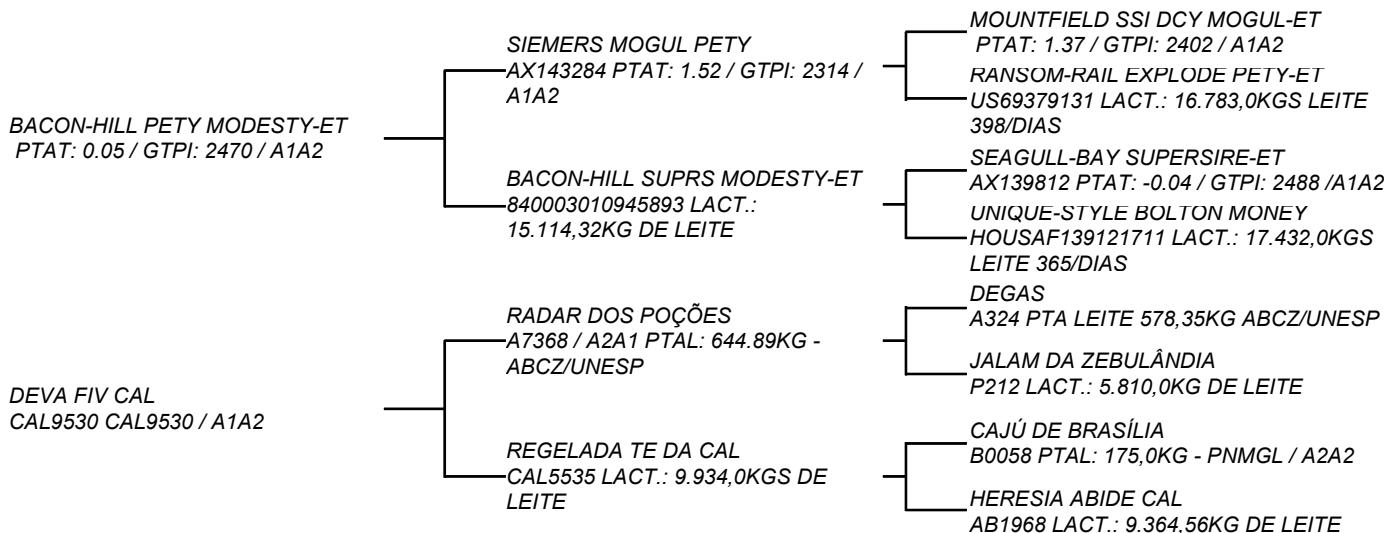 MOUNTFIELD SSI DCY MOGUL-ET
PTAT: 1.37 / GTPI: 2402 / A1A2
SIEMERS MOGUL PETY
AX143284 PTAT: 1.52 / GTPI: 2314 /
A1A2
RANSOM-RAIL EXPLODE PETY-ET
US69379131 LACT.: 16.783,0KGS LEITE
398/DIAS
BACON-HILL PETY MODESTY-ET
PTAT: 0.05 / GTPI: 2470 / A1A2
SEAGULL-BAY SUPERSIRE-ET
AX139812 PTAT: -0.04 / GTPI: 2488 /A1A2
BACON-HILL SUPRS MODESTY-ET
840003010945893 LACT.:
15.114,32KG DE LEITE
UNIQUE-STYLE BOLTON MONEY
HOUSAF139121711 LACT.: 17.432,0KGS
LEITE 365/DIAS
DEGAS
A324 PTA LEITE 578,35KG ABCZ/UNESP
RADAR DOS POÇÕES
A7368 / A2A1 PTAL: 644.89KG -
ABCZ/UNESP
JALAM DA ZEBULÂNDIA
P212 LACT.: 5.810,0KG DE LEITE
DEVA FIV CAL
CAL9530 CAL9530 / A1A2
CAJÚ DE BRASÍLIA
B0058 PTAL: 175,0KG - PNMGL / A2A2
REGELADA TE DA CAL
CAL5535 LACT.: 9.934,0KGS DE
LEITE
HERESIA ABIDE CAL
AB1968 LACT.: 9.364,56KG DE LEITE